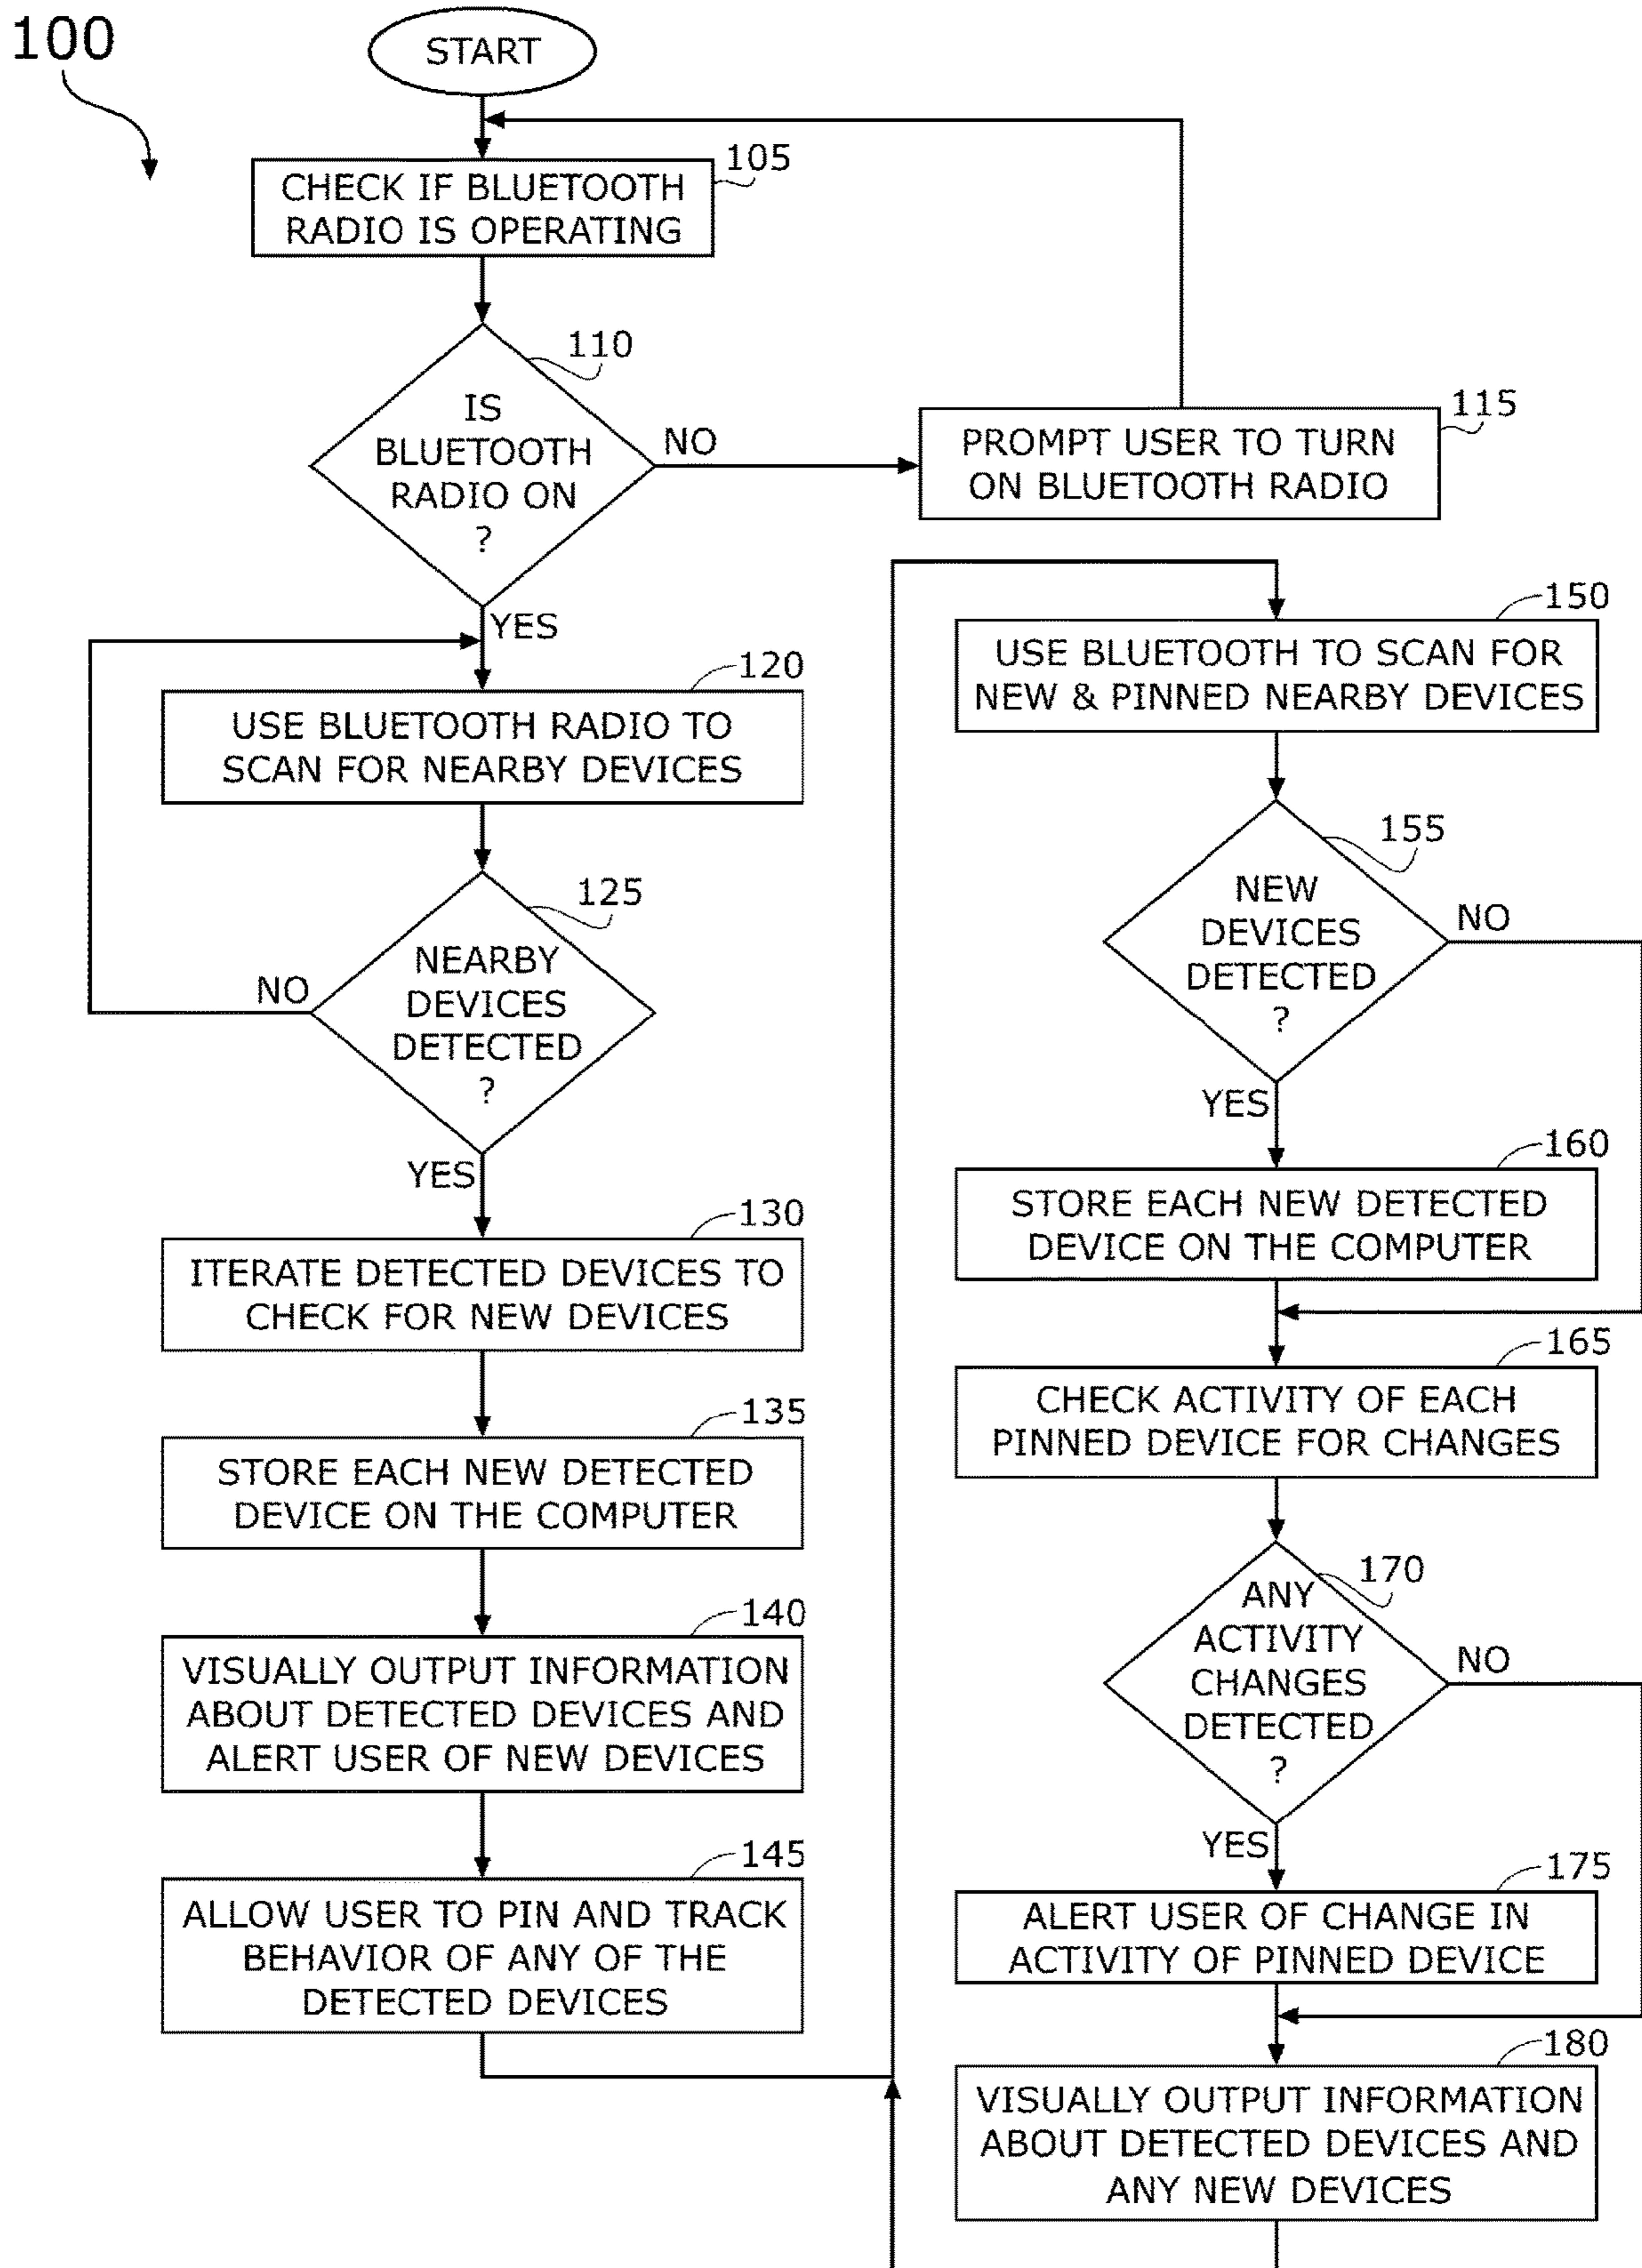 100
START
105
CHECK IF BLUETOOTH
RADIO IS OPERATING
110
IS
BLUETOOTH
RADIO ON
?
NO
115
PROMPT USER TO TURN
ON BLUETOOTH RADIO
YES
120
USE BLUETOOTH RADIO TO
SCAN FOR NEARBY DEVICES
125
NEARBY
DEVICES
DETECTED
?
NO
YES
130
ITERATE DETECTED DEVICES TO
CHECK FOR NEW DEVICES
135
STORE EACH NEW DETECTED
DEVICE ON THE COMPUTER
140
VISUALLY OUTPUT INFORMATION
ABOUT DETECTED DEVICES AND
ALERT USER OF NEW DEVICES
145
ALLOW USER TO PIN AND TRACK
BEHAVIOR OF ANY OF THE
DETECTED DEVICES
150
USE BLUETOOTH TO SCAN FOR
NEW & PINNED NEARBY DEVICES
155
NEW
DEVICES
DETECTED
?
NO
YES
160
STORE EACH NEW DETECTED
DEVICE ON THE COMPUTER
165
CHECK ACTIVITY OF EACH
PINNED DEVICE FOR CHANGES
170
ANY
ACTIVITY
CHANGES
DETECTED
?
NO
YES
175
ALERT USER OF CHANGE IN
ACTIVITY OF PINNED DEVICE
180
VISUALLY OUTPUT INFORMATION
ABOUT DETECTED DEVICES AND
ANY NEW DEVICES